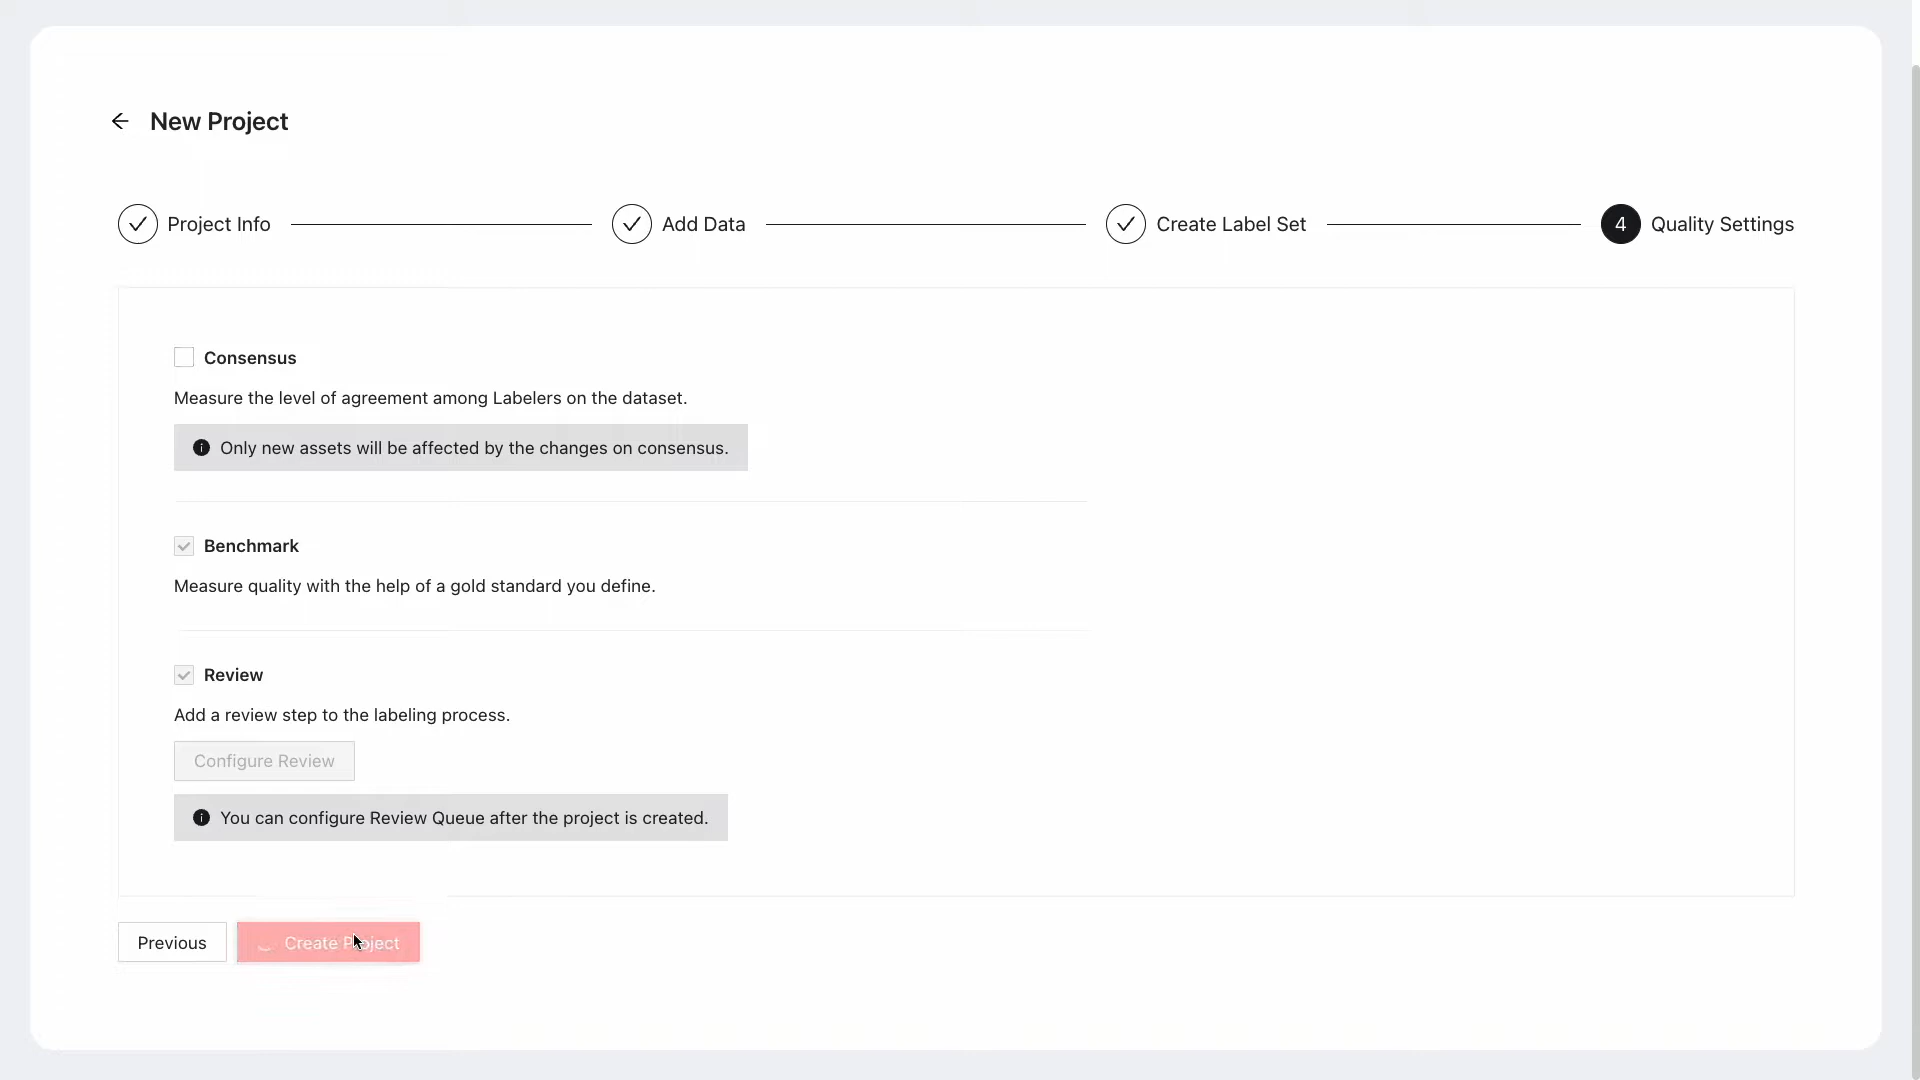 New Project
Project Info
Add Data
Create Label Set
4 Quality Settings
Consensus
Measure the level of agreement among Labelers on the dataset.
Only new assets will be affected by the changes on consensus.
Benchmark
Measure quality with the help of a gold standard you define.
Review
Add a review step to the labeling process.
Configure Review
You can configure Review Queue after the project is created.
Previous
Create Project